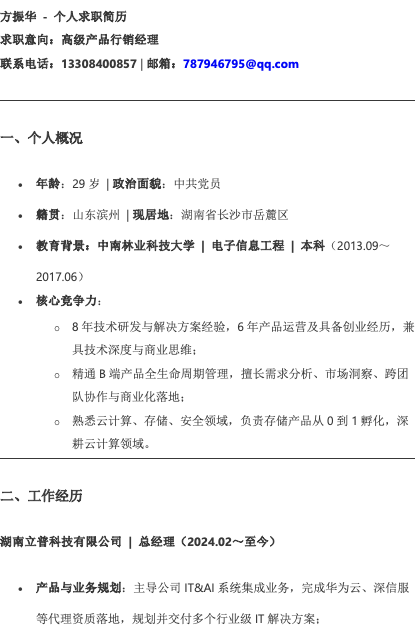 方振华 - 个人求职简历
求职意向：高级产品行销经理
联系电话：13308400857 | 邮箱：787946795@qq.com
一、个人概况
• 年龄：29 岁 | 政治面貌：中共党员
• 籍贯：山东滨州 | 现居地：湖南省长沙市岳麓区
• 教育背景：中南林业科技大学 | 电子信息工程 | 本科（2013.09～
2017.06）
• 核心竞争力：
○ 8 年技术研发与解决方案经验，6 年产品运营及具备创业经历，兼
具技术深度与商业思维；
○ 精通 B 端产品全生命周期管理，擅长需求分析、市场洞察、跨团
队协作与商业化落地；
○ 熟悉云计算、存储、安全领域，负责存储产品从 0 到 1 孵化，深
耕云计算领域。
二、工作经历
湖南立普科技有限公司 | 总经理（2024.02～至今）
• 产品与业务规划：主导公司 IT&AI 系统集成业务，完成华为云、深信服
等代理资质落地，规划并交付多个行业级 IT 解决方案；